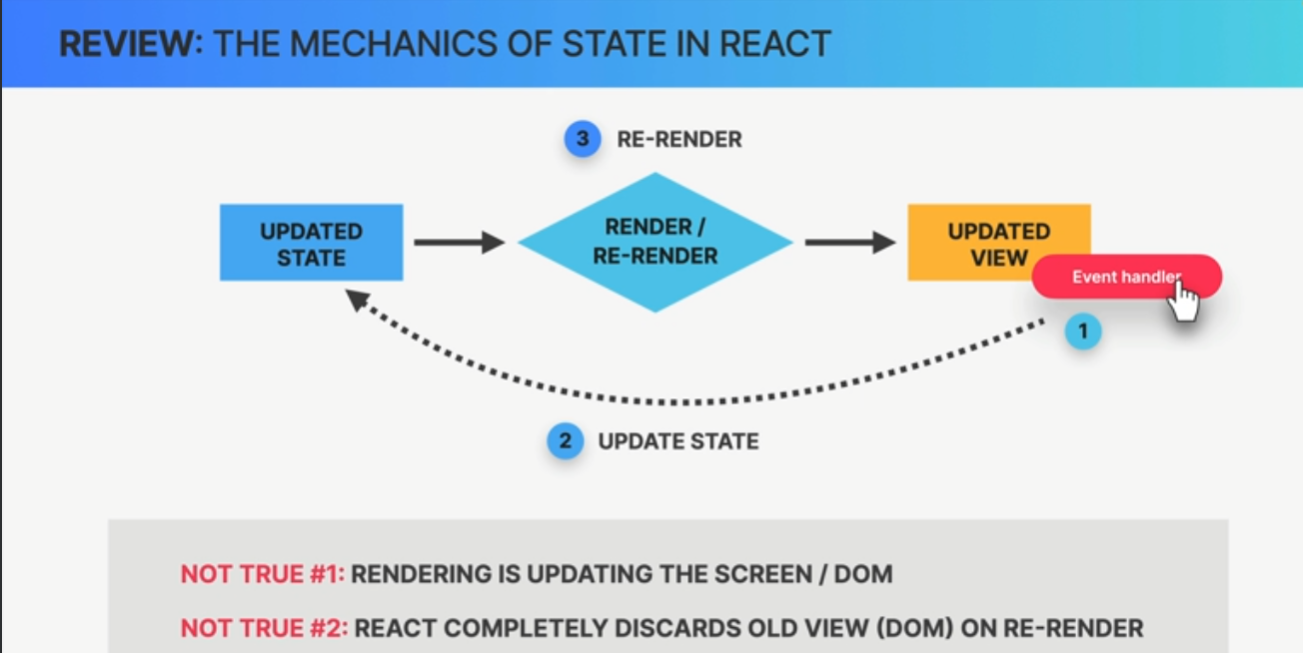 REVIEW: THE MECHANICS OF STATE IN REACT
3 RE-RENDER
UPDATED
STATE
RENDER /
RE-RENDER
UPDATED
VIEW
Event handler
1
2 UPDATE STATE
NOT TRUE #1: RENDERING IS UPDATING THE SCREEN / DOM
NOT TRUE #2: REACT COMPLETELY DISCARDS OLD VIEW (DOM) ON RE-RENDER